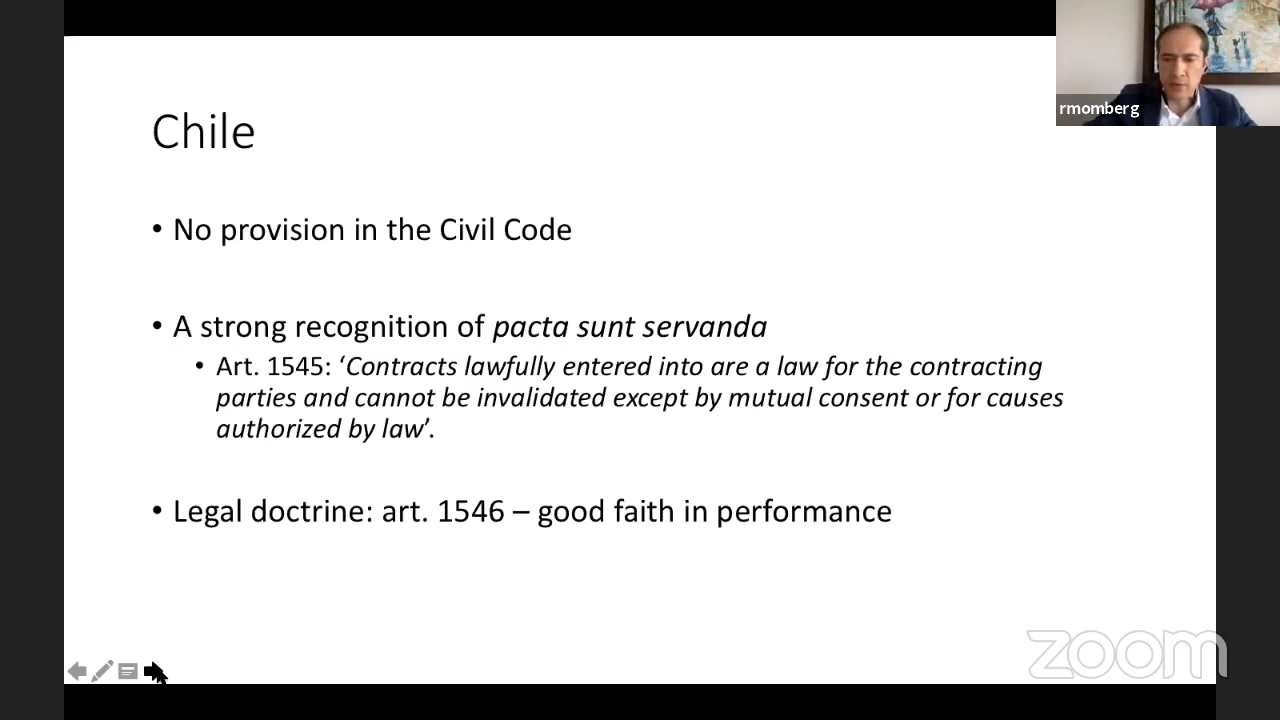 rmomberg
Chile
• No provision in the Civil Code
• A strong recognition of pacta sunt servanda
• Art. 1545: ‘Contracts lawfully entered into are a law for the contracting
parties and cannot be invalidated except by mutual consent or for causes
authorized by law’.
• Legal doctrine: art. 1546 – good faith in performance
zoom